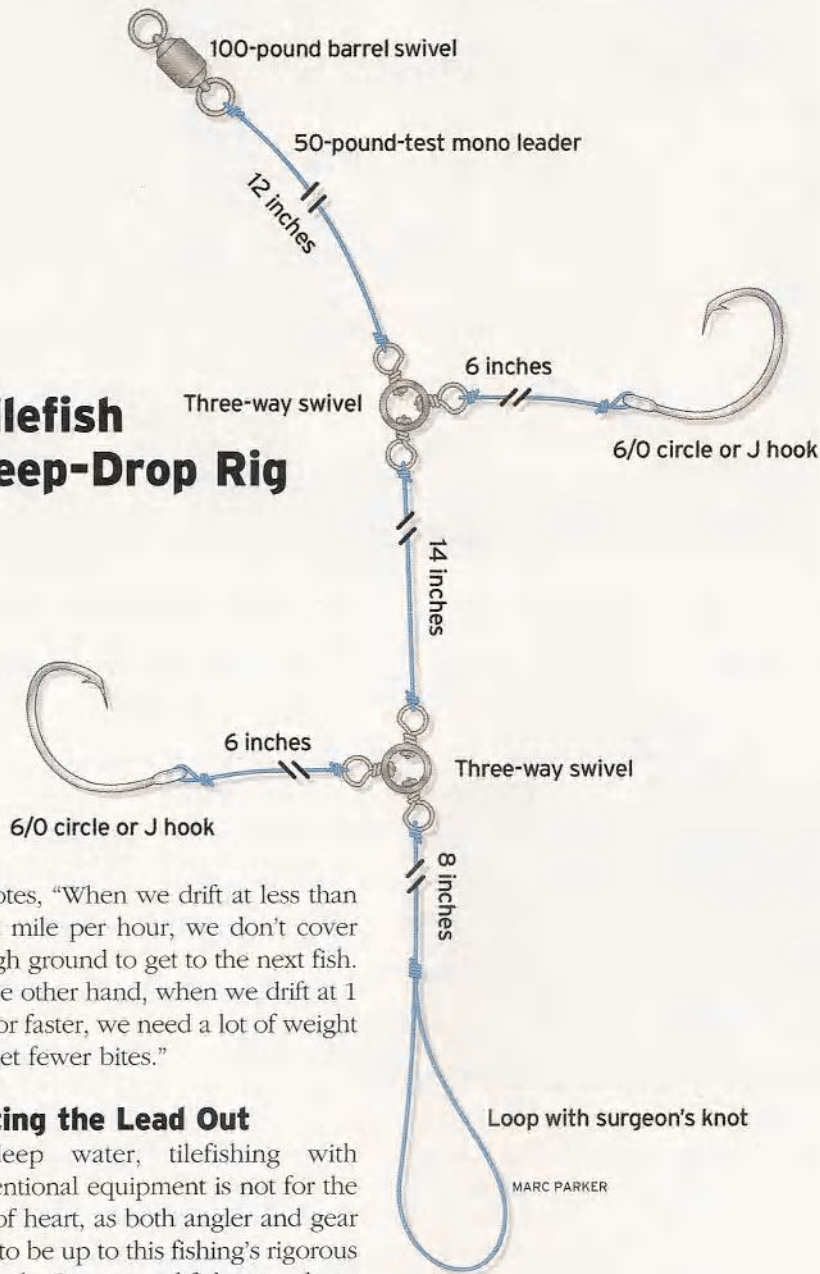 100-pound barrel swivel
50-pound-test mono leader
12 inches
6 inches
Three-way swivel
6/0 circle or J hook
ilefish
eep-Drop Rig
14 inches
6 inches
Three-way swivel
6/0 circle or J hook
8 inches
otes, “When we drift at less than
mile per hour, we don’t cover
gh ground to get to the next fish.
e other hand, when we drift at 1
or faster, we need a lot of weight
et fewer bites.”
ing the Lead Out
eep water, tilefishing with
entional equipment is not for the
of heart, as both angler and gear
to be up to this fishing’s rigorous
Loop with surgeon’s knot
MARC PARKER